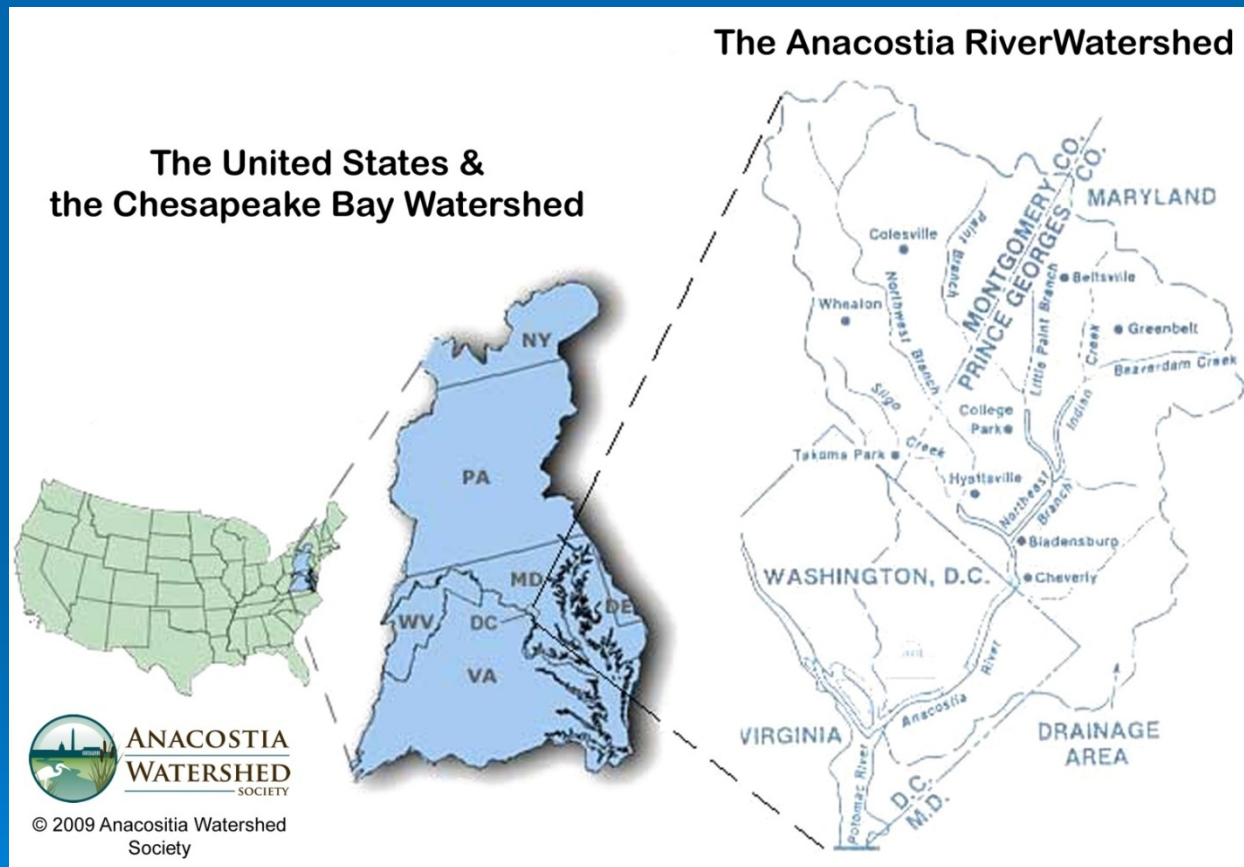 The Anacostia RiverWatershed
The United States &
the Chesapeake Bay Watershed
NY
PA
MD
DE
WV
DC
VA
ANACOSTIA
WATERSHED
SOCIETY
© 2009 Anacositia Watershed
Society
MONTGOMERY CO.
PRINCE GEORGES CO.
MARYLAND
Colesville
Paint
Branch
Beltsville
Northwest Branch
Wheaton
Little Paint Branch
Greenbelt
Indian Creek
Beaverdam Creek
Sligo
Creek
College
Park
Takoma Park
Hyattsville
Northeast
Branch
Bladensburg
WASHINGTON, D.C.
Cheverly
Anacostia River
VIRGINIA
DRAINAGE
AREA
Potomac River
D.C.
M.D.